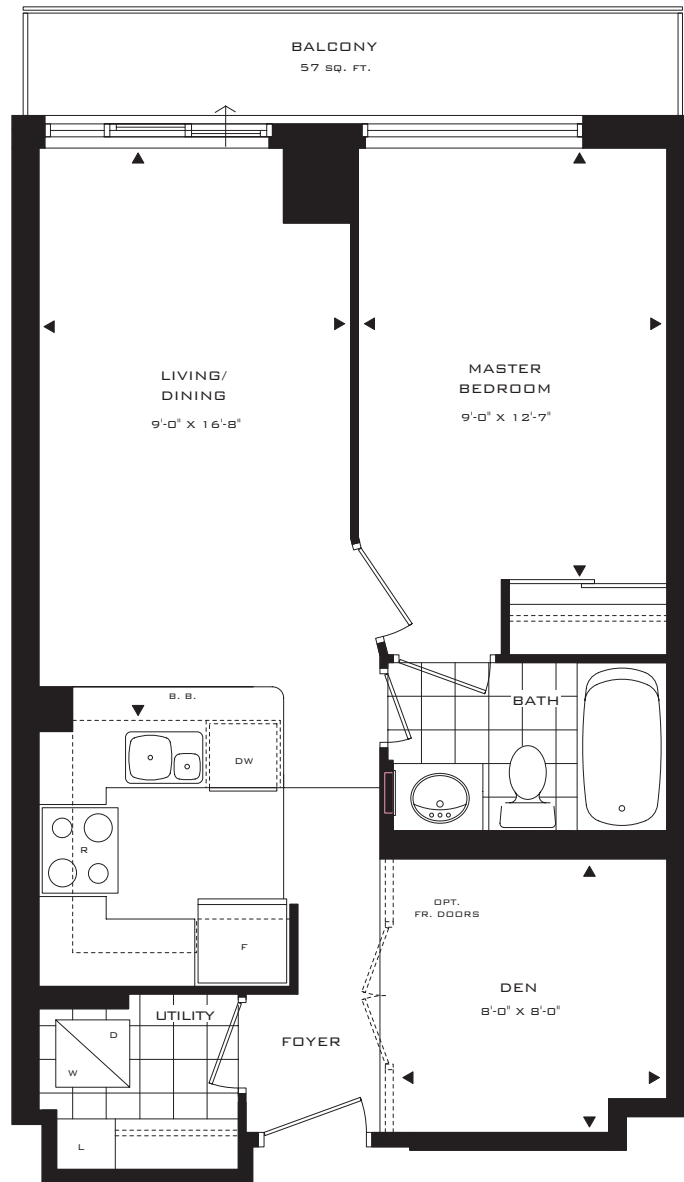 BALCONY
57 SQ. FT.
LIVING/
DINING
9'-0" X 16'-8"
MASTER
BEDROOM
9'-0" X 12'-7"
B. B.
BATH
DW
R
OPT.
FR. DOORS
F
DEN
8'-0" X 8'-0"
UTILITY
D
W
FOYER
L